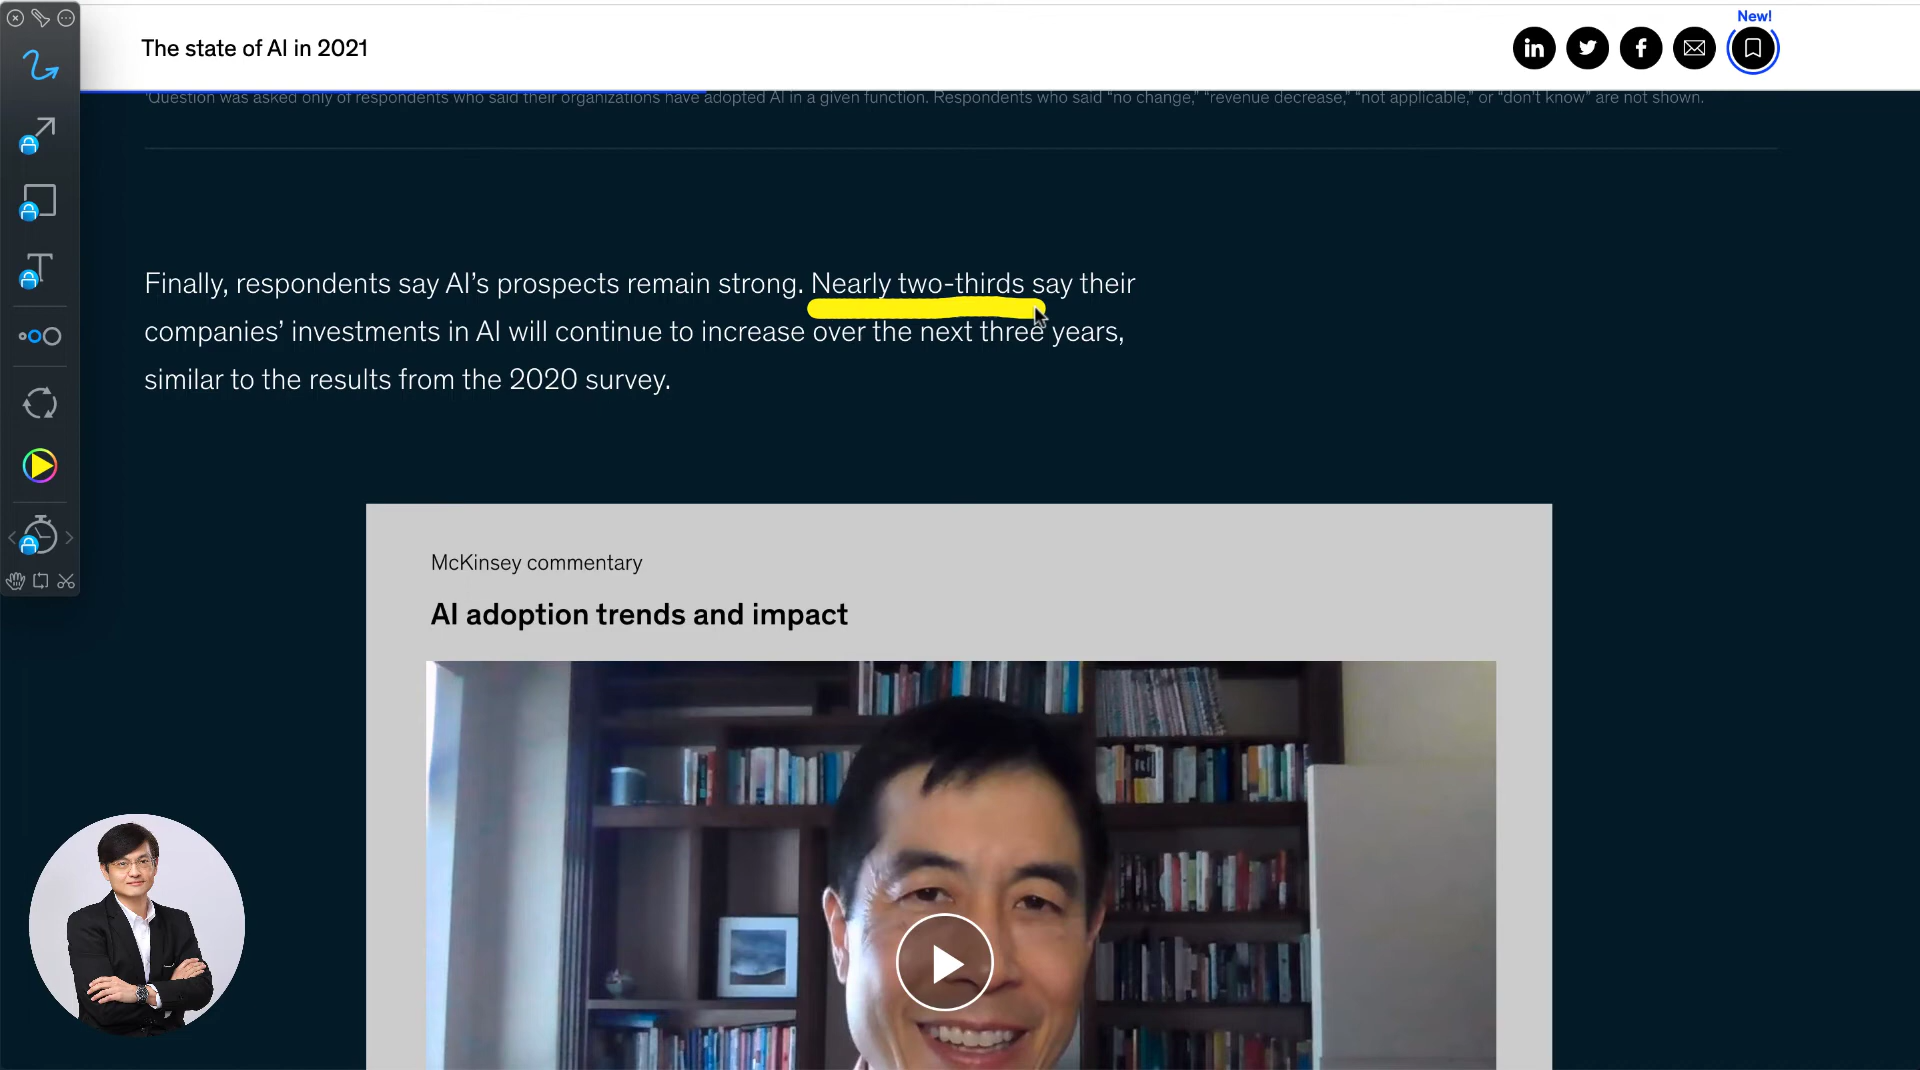 New!
The state of AI in 2021
¹Question was asked only of respondents who said their organizations have adopted AI in a given function. Respondents who said “no change,” “revenue decrease,” “not applicable,” or “don’t know” are not shown.
Finally, respondents say AI’s prospects remain strong. Nearly two-thirds say their
companies’ investments in AI will continue to increase over the next three years,
similar to the results from the 2020 survey.
McKinsey commentary
AI adoption trends and impact